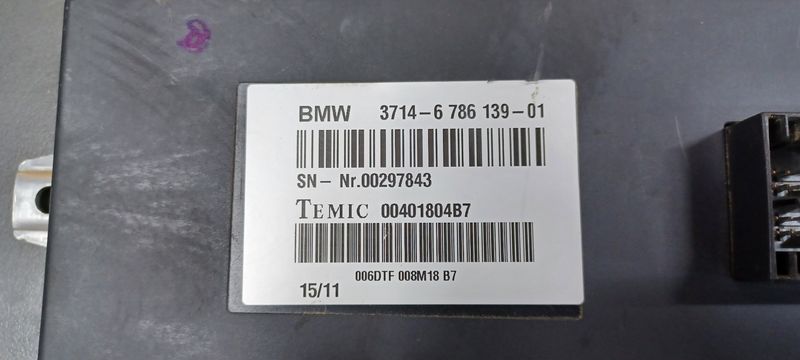 BMW 3714-6 786 139-01
SN- Nr.00297843
TEMIC 00401804B7
006DTF 008M18 B7
15/11